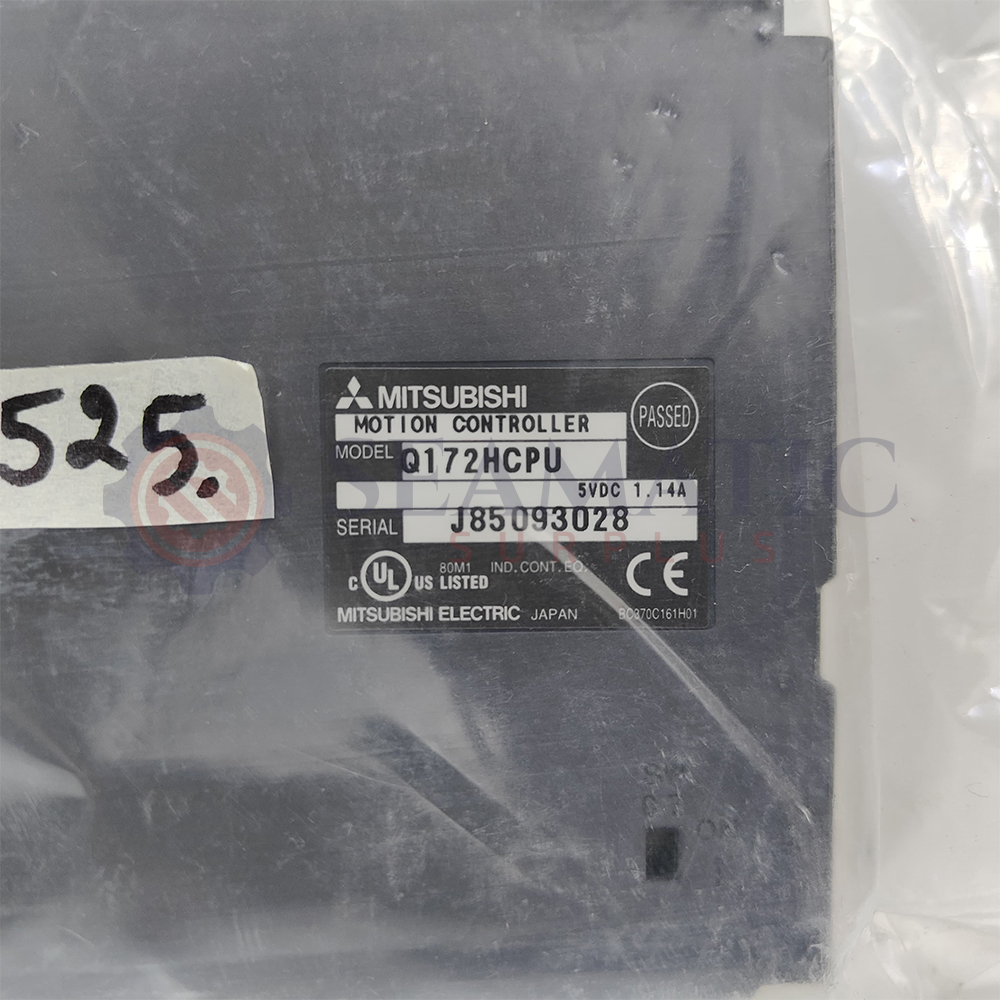 525.
MITSUBISHI
PASSED
MOTION CONTROLLER
MODEL Q172HCPU
5VDC 1.14A
SERIAL J85093028
C UL US LISTED 80M1 IND. CONT. EQ. CE
MITSUBISHI ELECTRIC JAPAN BC370C161H01
SEAMATIC
SURPLUS